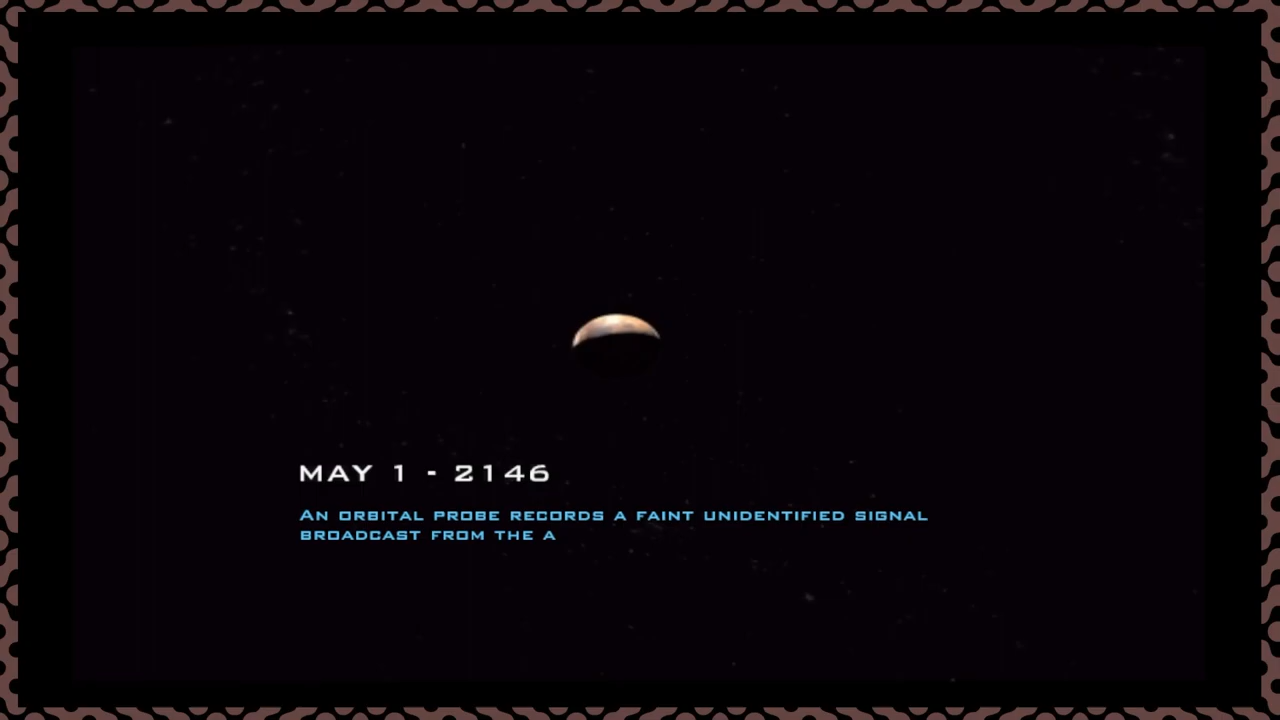 MAY 1 - 2146
AN ORBITAL PROBE RECORDS A FAINT UNIDENTIFIED SIGNAL
BROADCAST FROM THE A